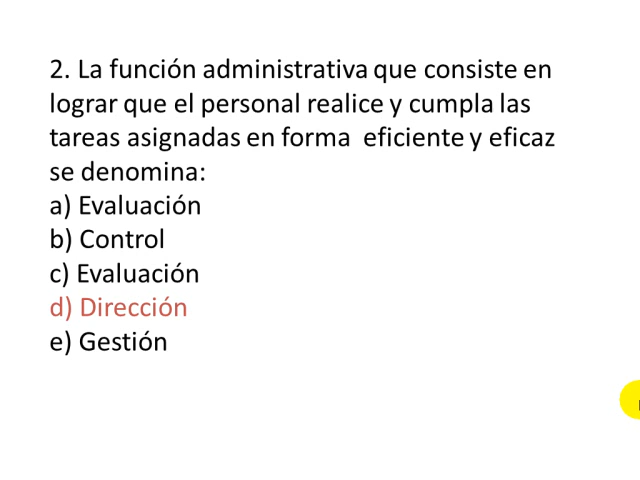 2. La función administrativa que consiste en
lograr que el personal realice y cumpla las
tareas asignadas en forma eficiente y eficaz
se denomina:
a) Evaluación
b) Control
c) Evaluación
d) Dirección
e) Gestión